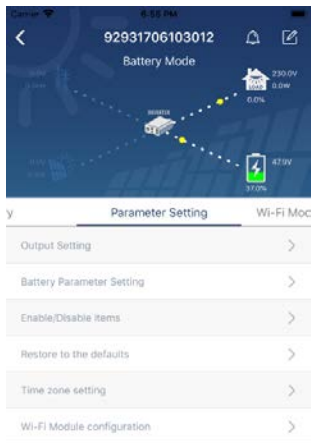 Carrier 6:55 PM
92931706103012
Battery Mode
230.0V
0.0W
LOAD
0.0%
INVERTER
47.9V
37.0%
y Parameter Setting Wi-Fi Moc
Output Setting
Battery Parameter Setting
Enable/Disable items
Restore to the defaults
Time zone setting
Wi-Fi Module configuration